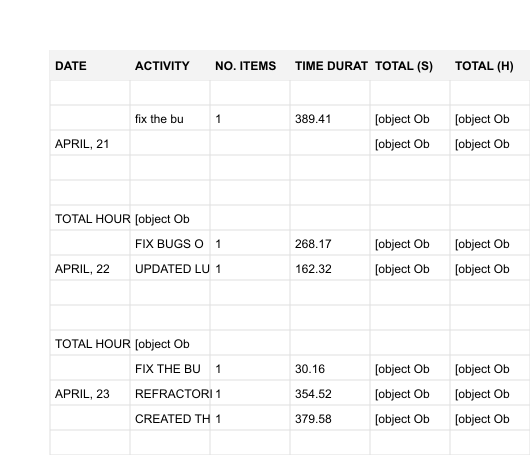 DATE ACTIVITY NO. ITEMS TIME DURAT TOTAL (S) TOTAL (H)
fix the bu 1 389.41 [object Ob [object Ob
APRIL, 21 [object Ob [object Ob
TOTAL HOUR [object Ob
FIX BUGS O 1 268.17 [object Ob [object Ob
APRIL, 22 UPDATED LU 1 162.32 [object Ob [object Ob
TOTAL HOUR [object Ob
FIX THE BU 1 30.16 [object Ob [object Ob
APRIL, 23 REFRACTORI 1 354.52 [object Ob [object Ob
CREATED TH 1 379.58 [object Ob [object Ob